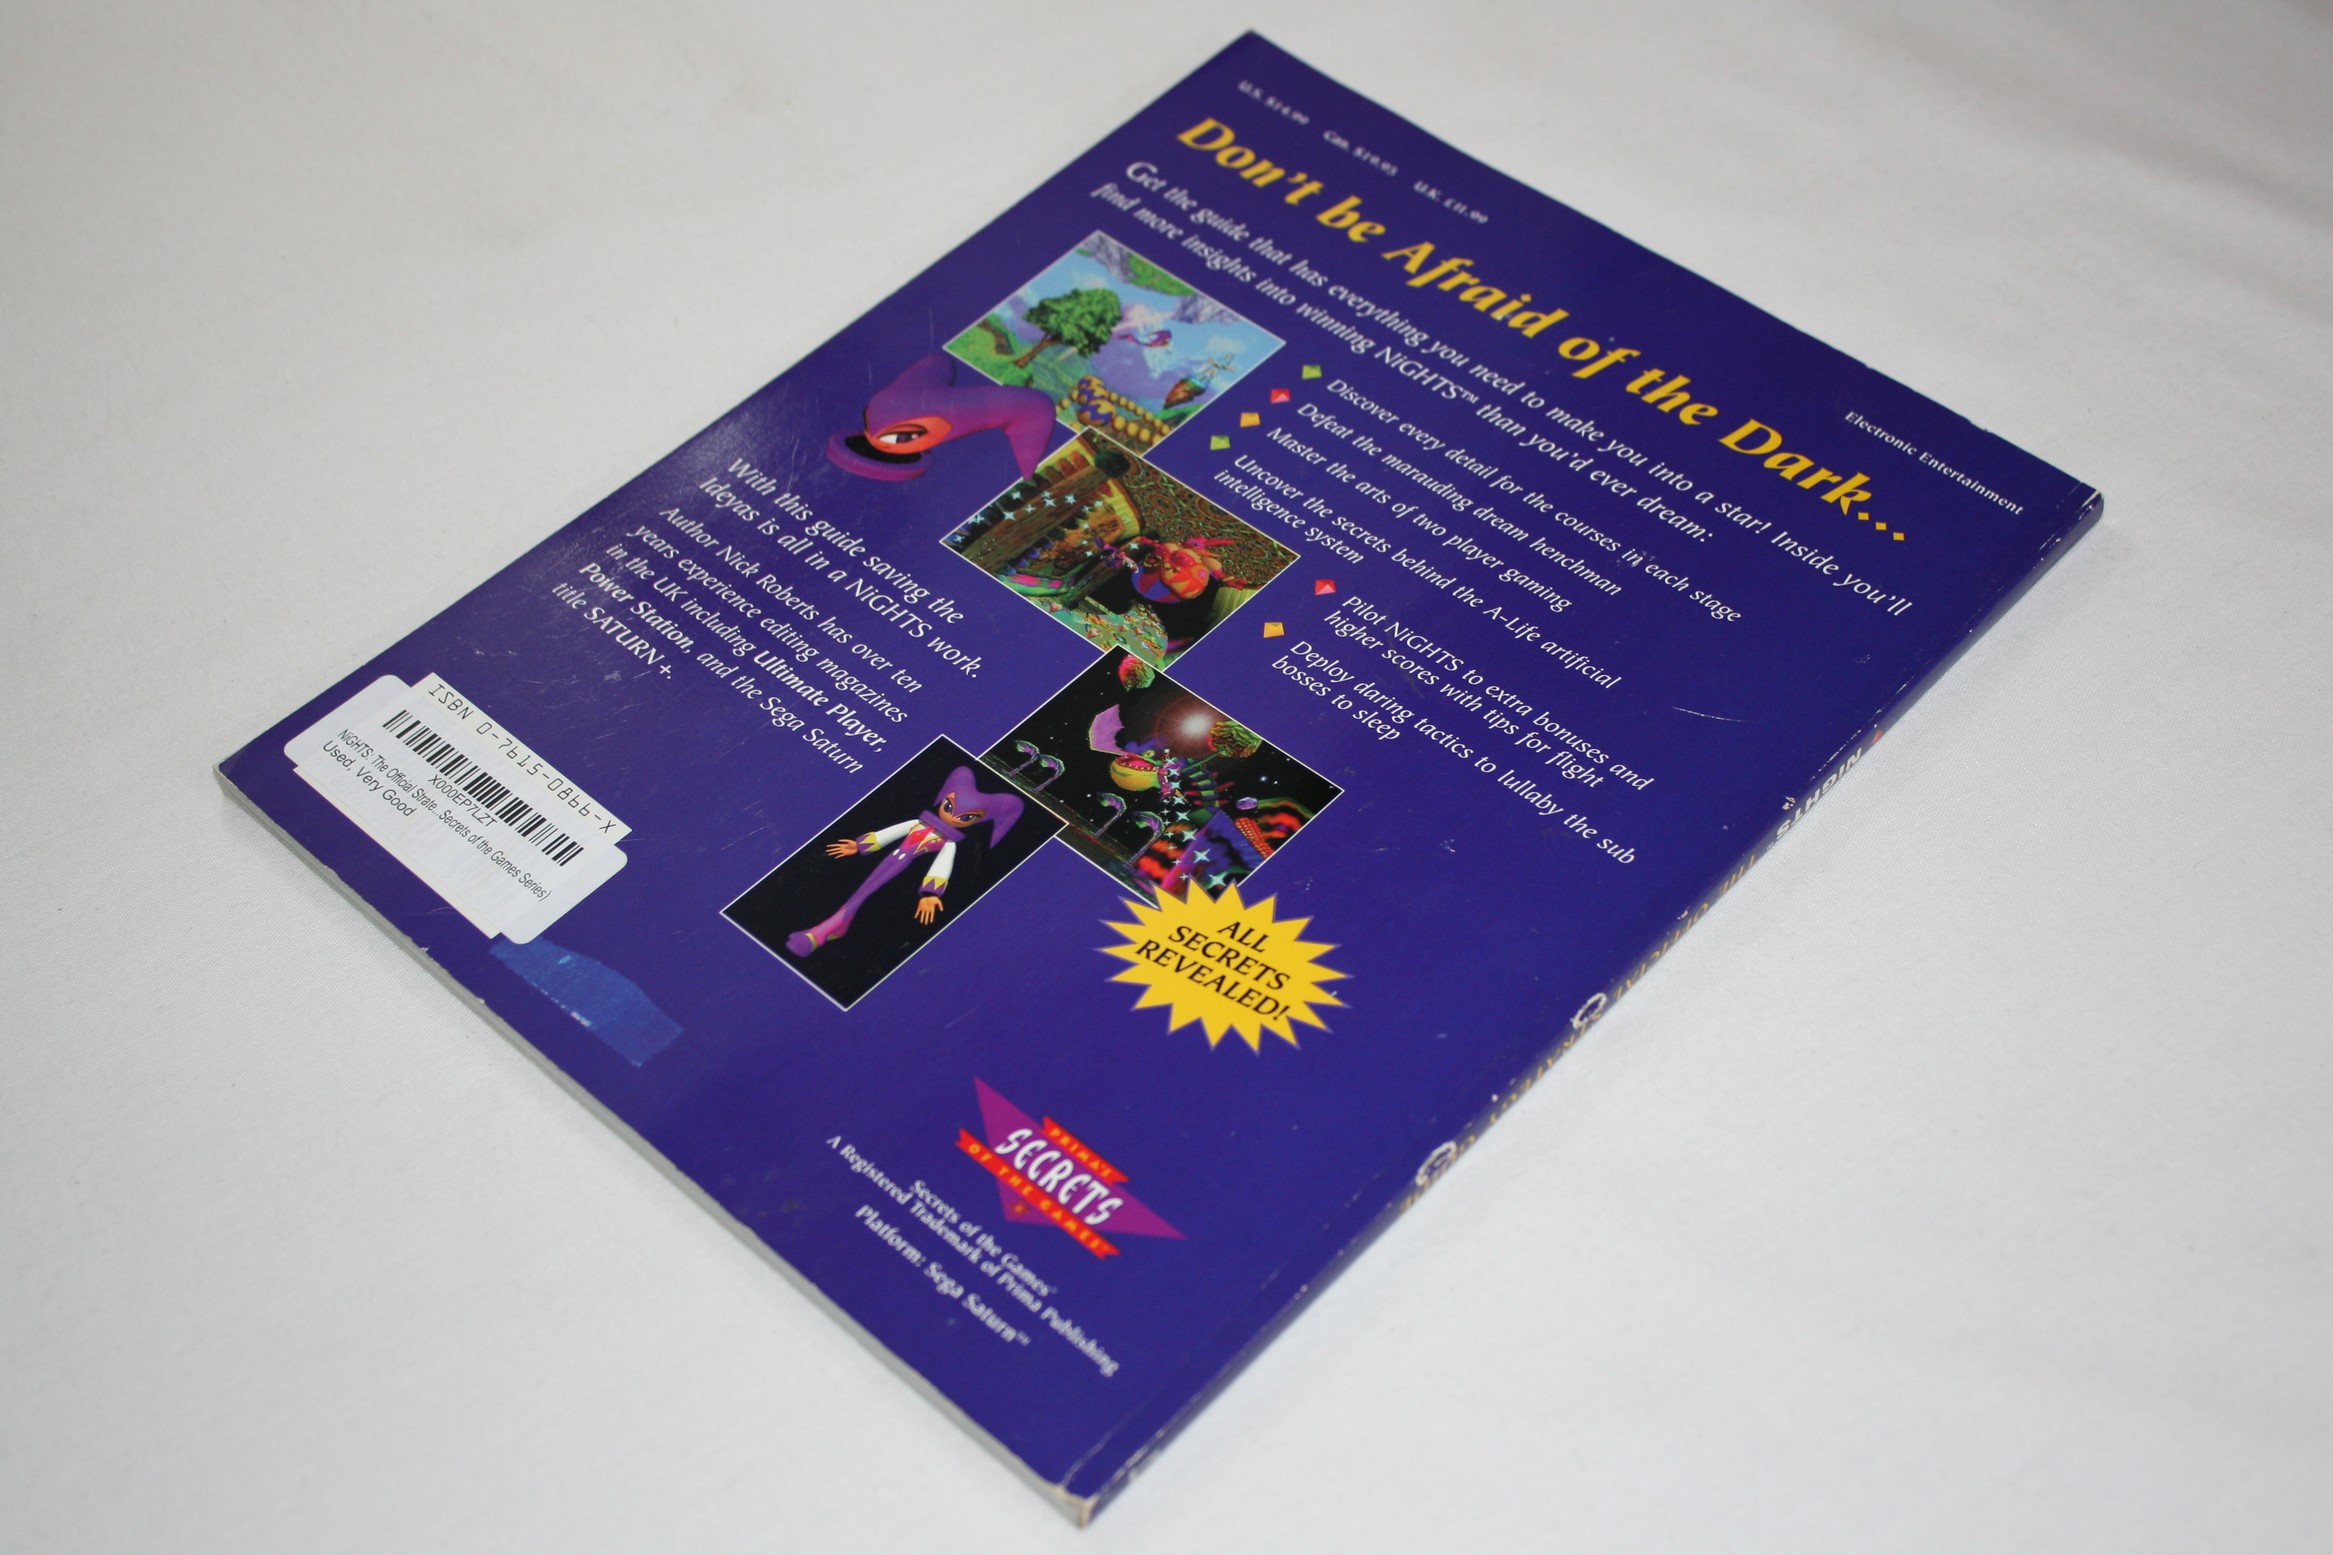 U.S. $14.99 Can. $19.95 U.K. £11.99
Electronic Entertainment
Don't be Afraid of the Dark...
Get the guide that has everything you need to make you into a star! Inside you'll
find more insights into winning NiGHTS™ than you'd ever dream:
Discover every detail for the courses in each stage
Defeat the marauding dream henchman
Master the arts of two player gaming
Uncover the secrets behind the A-Life artificial
intelligence system
Pilot NiGHTS to extra bonuses and
higher scores with tips for flight
Deploy daring tactics to lullaby the sub
bosses to sleep
With this guide saving the
Ideyas is all in a NiGHTS work.
Author Nick Roberts has over ten
years experience editing magazines
in the UK including Ultimate Player,
Power Station, and the Sega Saturn
title SATURN+.
ALL
SECRETS
REVEALED!
ISBN 0-7615-0866-X
X000EP7LZT
NiGHTS: The Official Strate...Secrets of the Games Series)
Used, Very Good
PRIMA'S
SECRETS
OF THE GAMES
Secrets of the Games®
A Registered Trademark of Prima Publishing
Platform: Sega Saturn™
NiGHTS